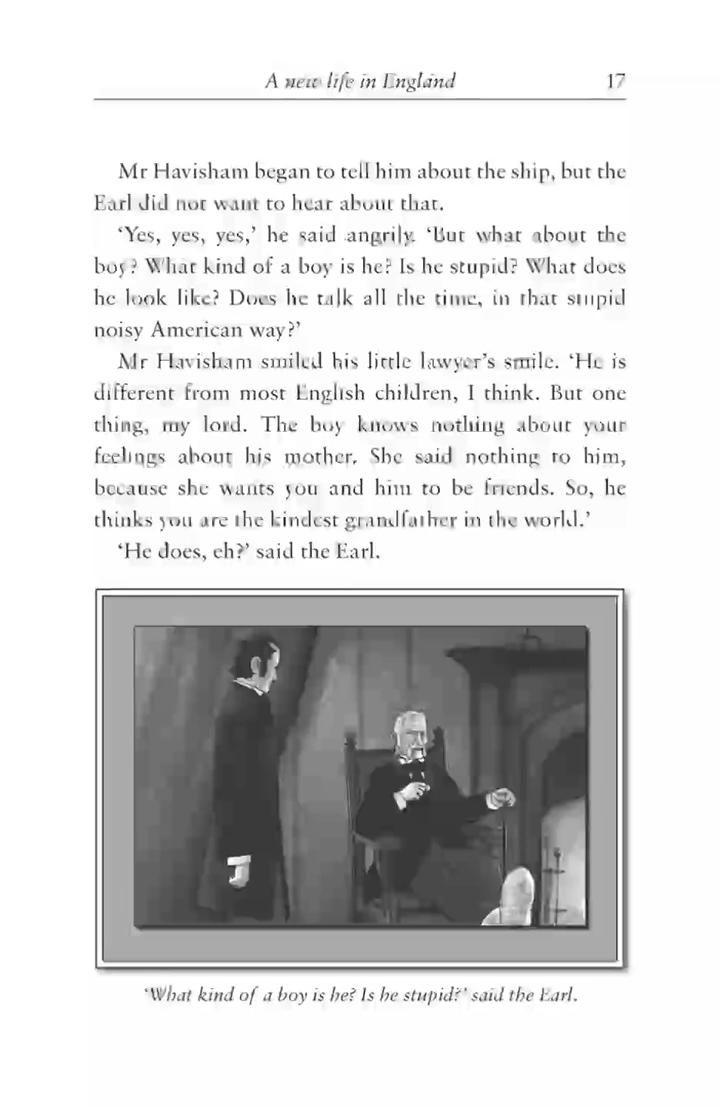 A new life in England 17
Mr Havisham began to tell him about the ship, but the
Earl did not want to hear about that.
‘Yes, yes, yes,’ he said angrily. ‘But what about the
boy? What kind of a boy is he? Is he stupid? What does
he look like? Does he talk all the time, in that stupid
noisy American way?’
Mr Havisham smiled his little lawyer’s smile. ‘He is
different from most English children, I think. But one
thing, my lord. The boy knows nothing about your
feelings about his mother. She said nothing to him,
because she wants you and him to be friends. So, he
thinks you are the kindest grandfather in the world.’
‘He does, eh?’ said the Earl.
‘What kind of a boy is he? Is he stupid?’ said the Earl.